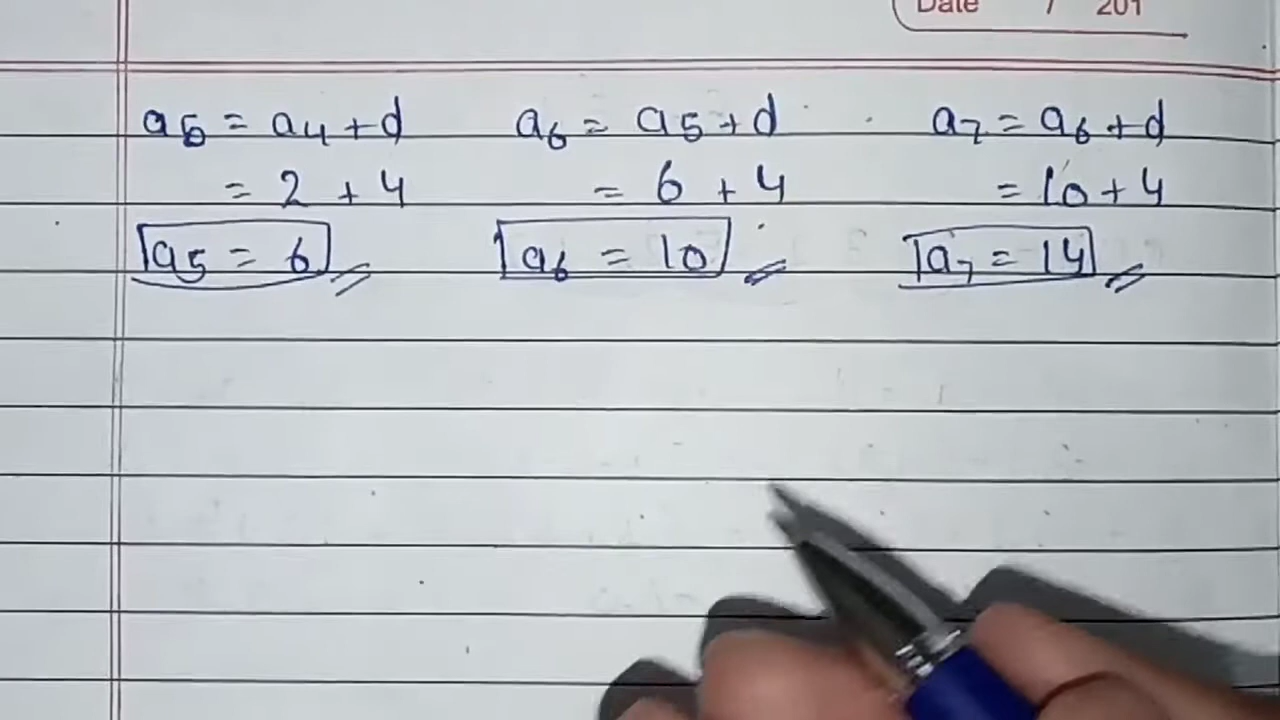 Date / 201
a5 = a4 + d
= 2 + 4
a5 = 6
a6 = a5 + d
= 6 + 4
a6 = 10
a7 = a6 + d
= 10 + 4
a7 = 14